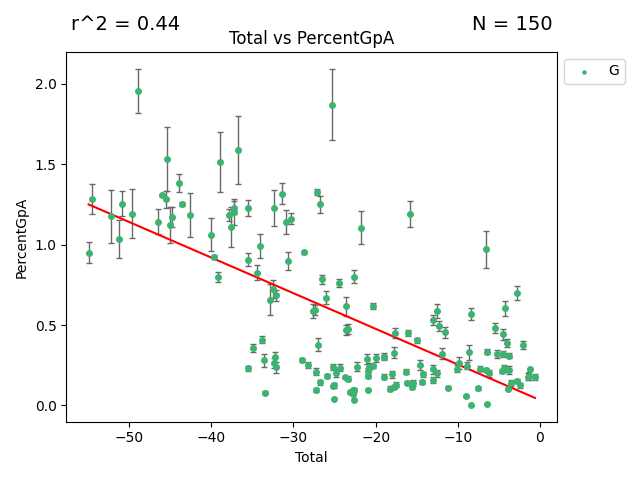 r^2 = 0.44
N = 150
Total vs PercentGpA
G
PercentGpA
2.0
1.5
1.0
0.5
0.0
−50
−40
−30
−20
−10
0
Total